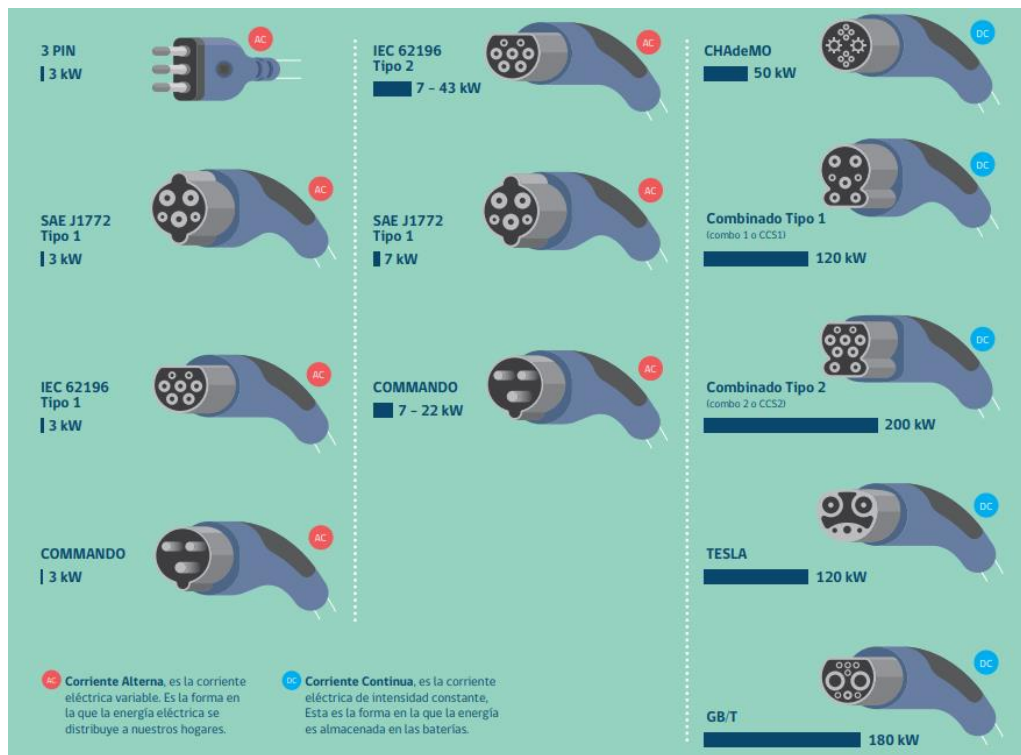 3 PIN
3 kW
AC
SAE J1772
Tipo 1
3 kW
AC
IEC 62196
Tipo 1
3 kW
AC
COMMANDO
3 kW
AC
IEC 62196
Tipo 2
7 – 43 kW
AC
SAE J1772
Tipo 1
7 kW
AC
COMMANDO
7 – 22 kW
AC
CHAdeMO
50 kW
DC
Combinado Tipo 1
(combo 1 o CCS1)
120 kW
DC
Combinado Tipo 2
(combo 2 o CCS2)
200 kW
DC
TESLA
120 kW
DC
GB/T
180 kW
DC
AC Corriente Alterna, es la corriente
eléctrica variable. Es la forma en
la que la energía eléctrica se
distribuye a nuestros hogares.
DC Corriente Continua, es la corriente
eléctrica de intensidad constante,
Esta es la forma en la que la energía
es almacenada en las baterías.